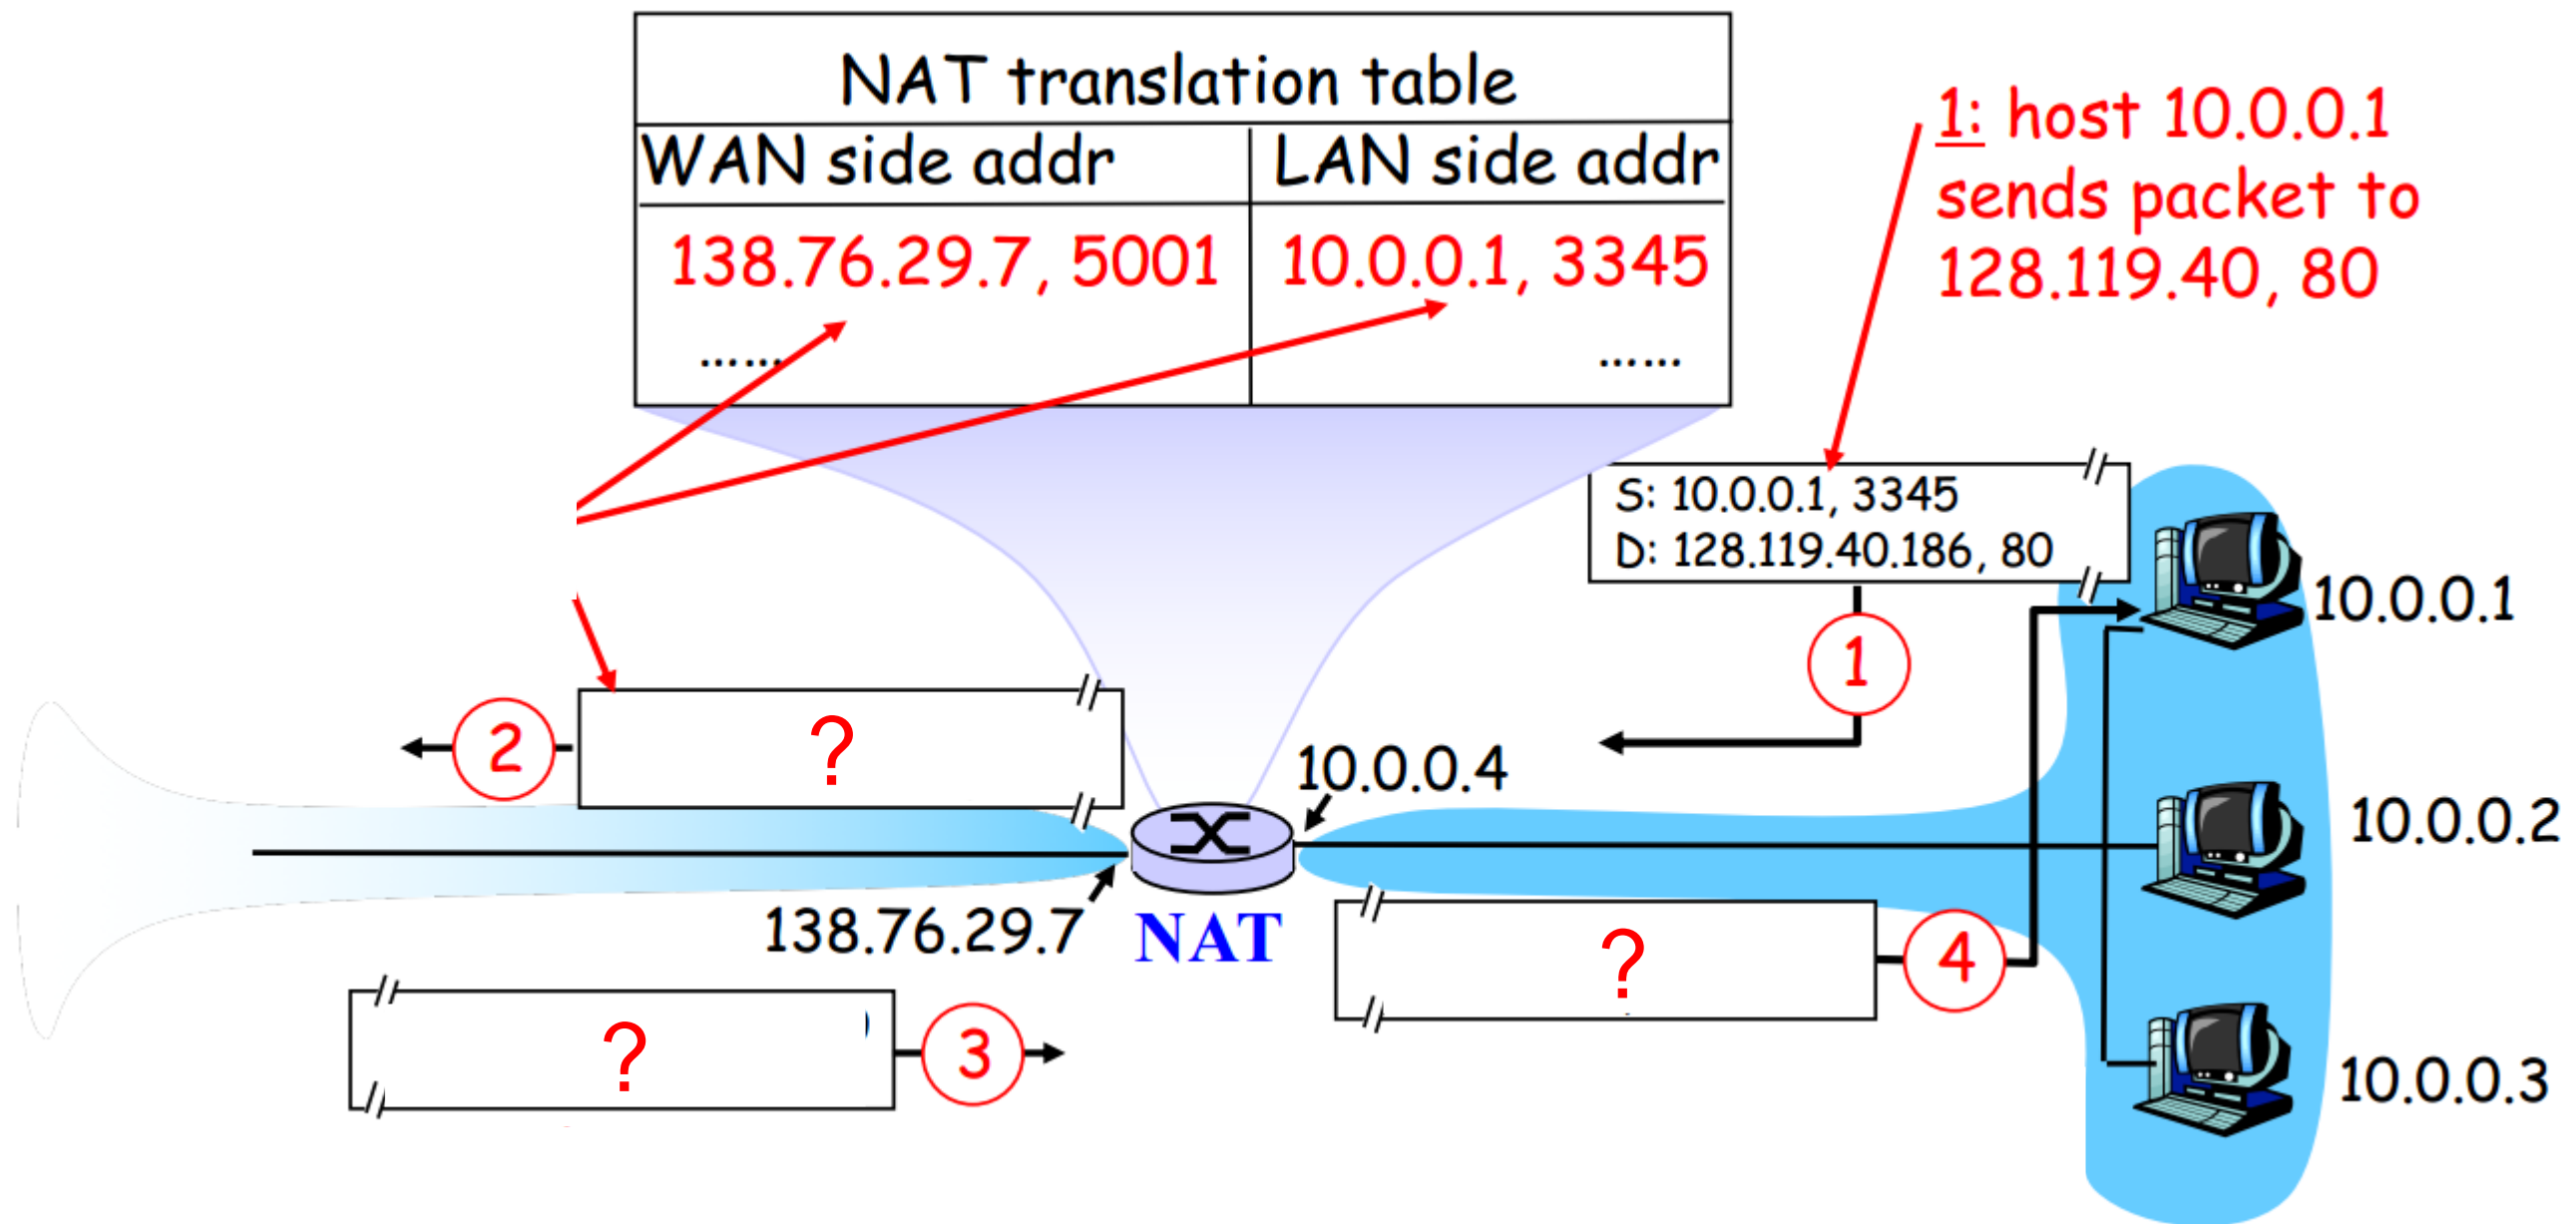 NAT translation table
WAN side addr LAN side addr
138.76.29.7, 5001 10.0.0.1, 3345
...... ......
1: host 10.0.0.1
sends packet to
128.119.40, 80
S: 10.0.0.1, 3345
D: 128.119.40.186, 80
10.0.0.1
1
2
?
10.0.0.4
10.0.0.2
138.76.29.7
NAT
?
4
?
3
10.0.0.3